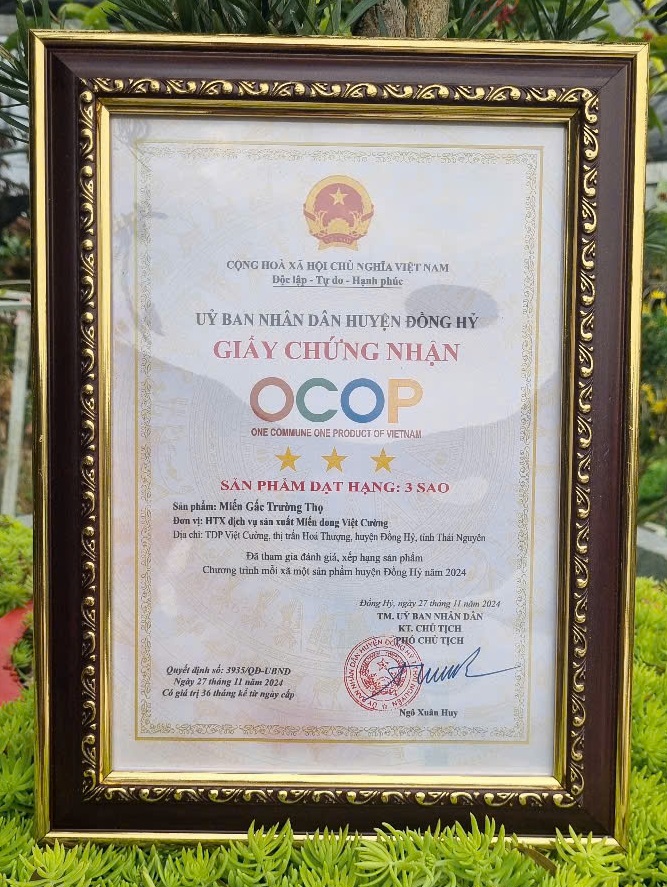 CỘNG HOÀ XÃ HỘI CHỦ NGHĨA VIỆT NAM
Độc lập - Tự do - Hạnh phúc
UỶ BAN NHÂN DÂN HUYỆN ĐỒNG HỶ
GIẤY CHỨNG NHẬN
OCOP
ONE COMMUNE ONE PRODUCT OF VIETNAM
SẢN PHẨM ĐẠT HẠNG: 3 SAO
Sản phẩm: Miến Gấc Trường Thọ
Đơn vị: HTX dịch vụ sản xuất Miến dong Việt Cường
Địa chỉ: TDP Việt Cường, thị trấn Hoá Thượng, huyện Đồng Hỷ, tỉnh Thái Nguyên
Đã tham gia đánh giá, xếp hạng sản phẩm
Chương trình mỗi xã một sản phẩm huyện Đồng Hỷ năm 2024
Đồng Hỷ, ngày 27 tháng 11 năm 2024
TM. UỶ BAN NHÂN DÂN
KT. CHỦ TỊCH
PHÓ CHỦ TỊCH
Quyết định số: 3935/QĐ-UBND
Ngày 27 tháng 11 năm 2024
Có giá trị 36 tháng kể từ ngày cấp
Ngô Xuân Huy